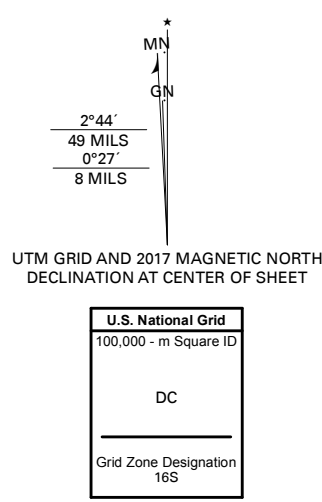 ★
MN
GN
2°44´
49 MILS
0°27´
8 MILS
UTM GRID AND 2017 MAGNETIC NORTH
DECLINATION AT CENTER OF SHEET
U.S. National Grid
100,000 - m Square ID
DC
Grid Zone Designation
16S